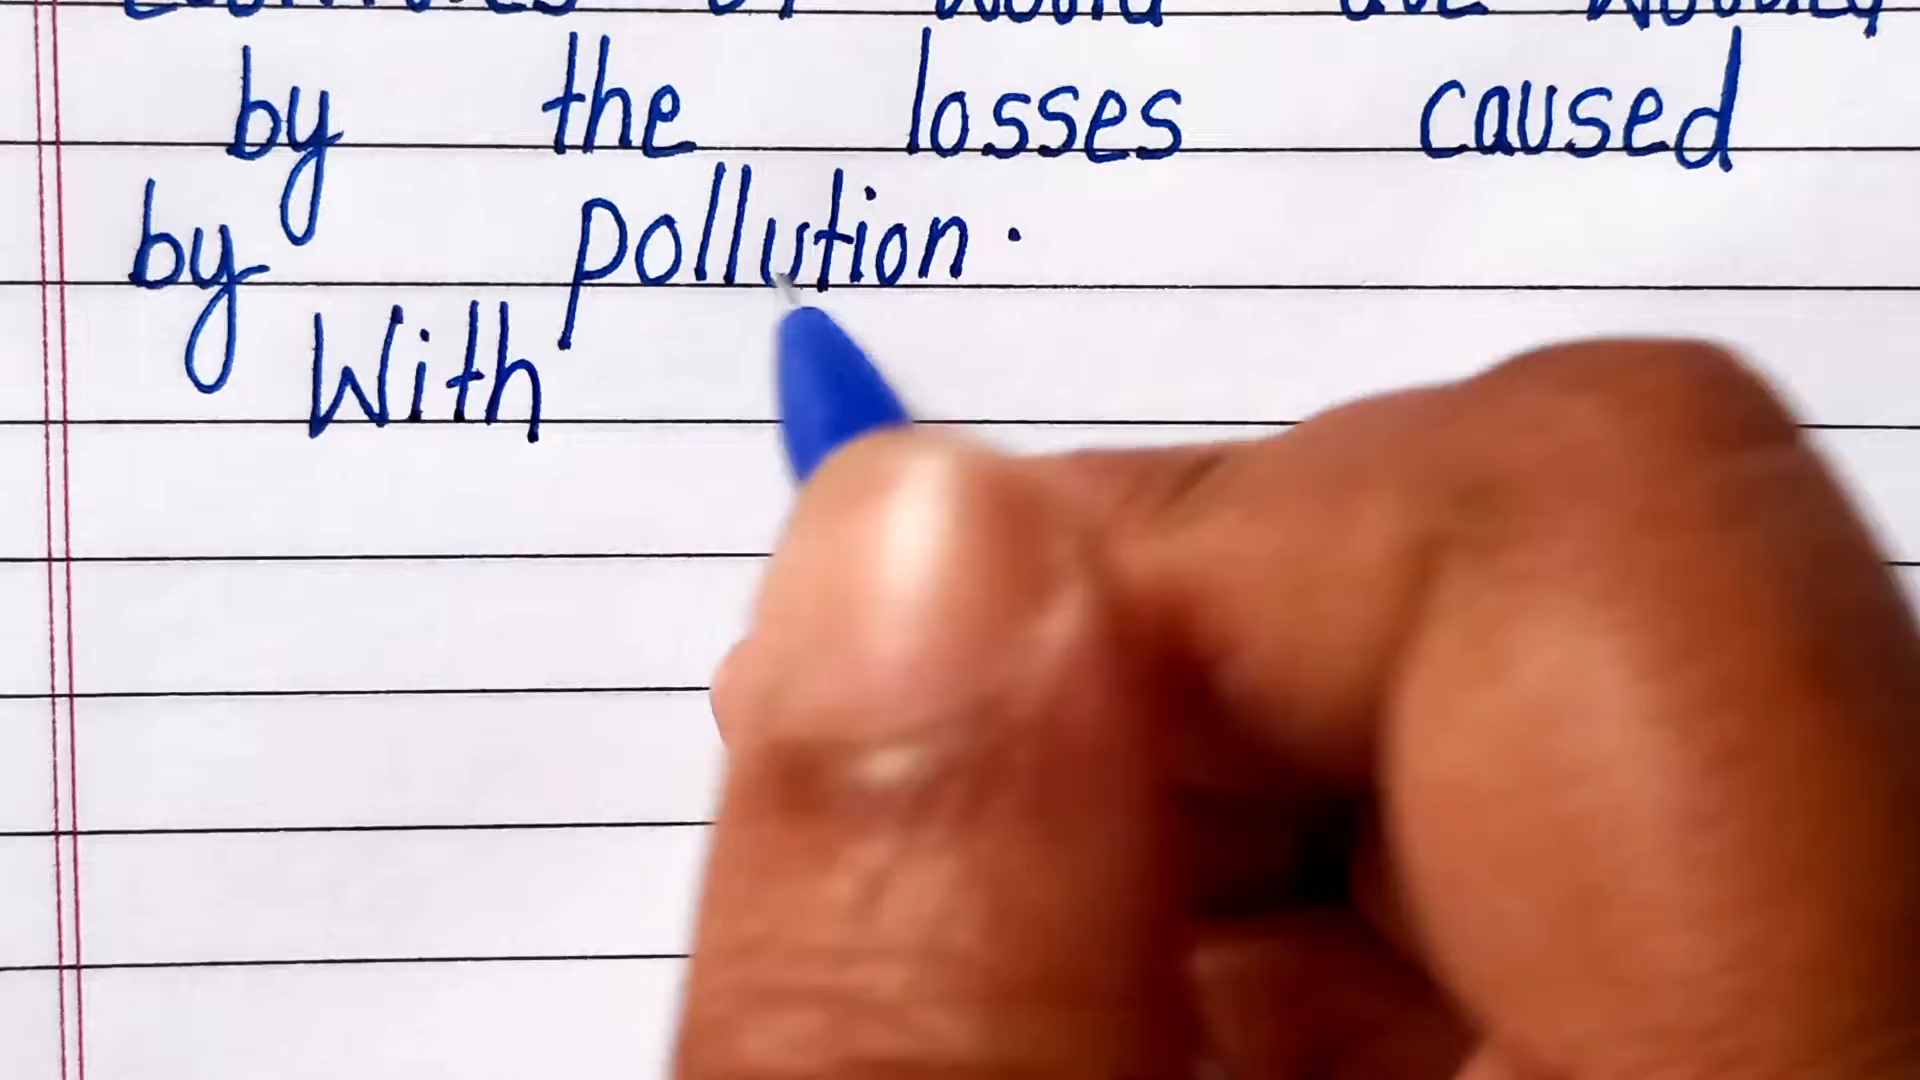 by the losses caused
by pollution.
With